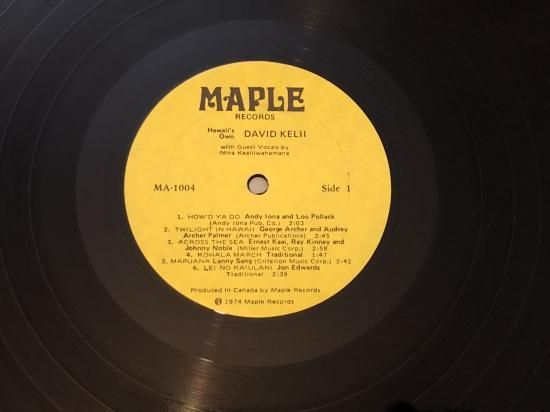 MAPLE
RECORDS
Hawaii's Own DAVID KELII
with Guest Vocals by
Nina Kealiiwahamana
MA-1004 Side 1
1. HOW'D YA DO Andy Iona and Lou Pollack
(Andy Iona Pub. Co.) 2:03
2. TWILIGHT IN HAWAII George Archer and Audrey
Archer Palmer (Archer Publications) 2:45
3. ACROSS THE SEA Ernest Kaai, Ray Kinney and
Johnny Noble (Miller Music Corp.) 2:58
4. KOHALA MARCH Traditional 1:47
5. MAPUANA Lanny Sang (Criterion Music Corp.) 2:42
6. LEI NO KAIULANI Jon Edwards
Traditional 2:39
Produced In Canada by Maple Records
℗ 1974 Maple Records